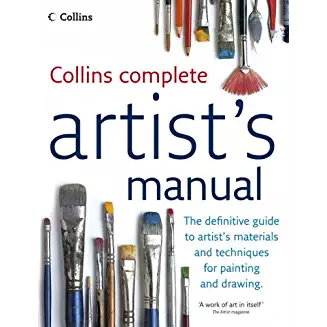 Collins
Collins complete
artist's
manual
The definitive guide
to artist's materials
and techniques
for painting
and drawing.
'A work of art in itself'
The Artist magazine